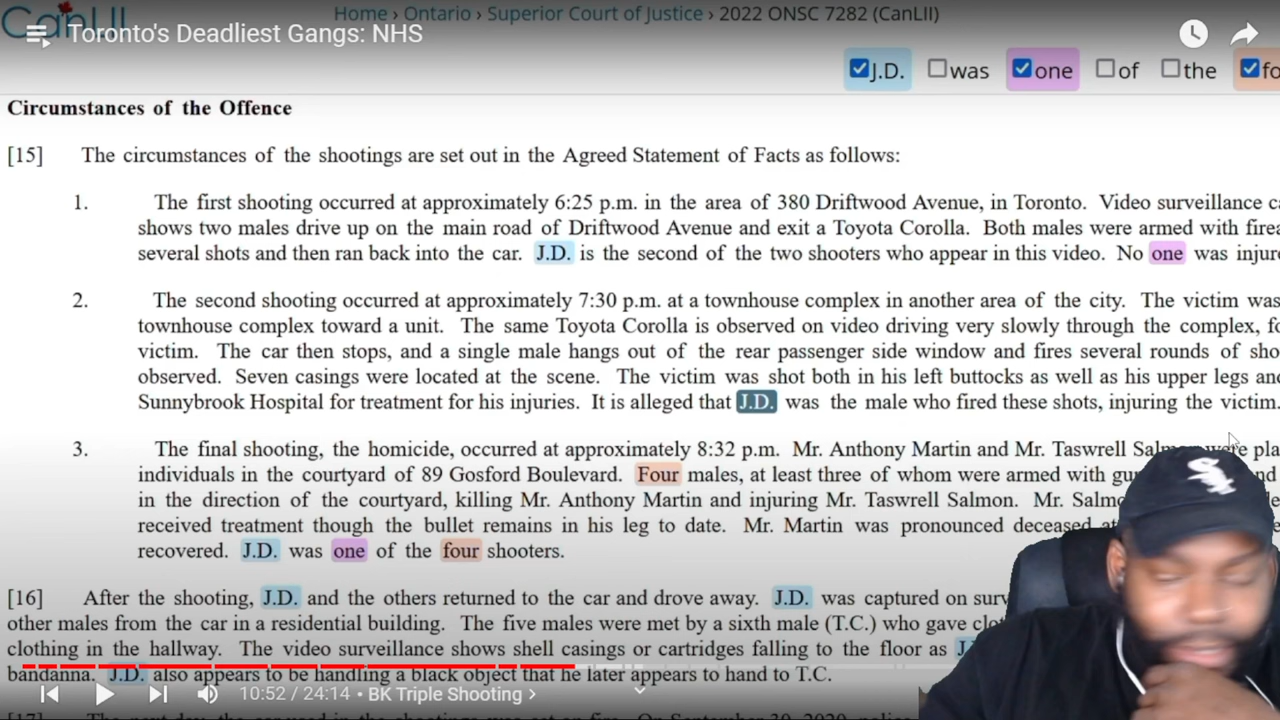 CanLII Home › Ontario › Superior Court of Justice › 2022 ONSC 7282 (CanLII)
Toronto's Deadliest Gangs: NHS
J.D. was one of the fo
Circumstances of the Offence
[15] The circumstances of the shootings are set out in the Agreed Statement of Facts as follows:
1. The first shooting occurred at approximately 6:25 p.m. in the area of 380 Driftwood Avenue, in Toronto. Video surveillance
shows two males drive up on the main road of Driftwood Avenue and exit a Toyota Corolla. Both males were armed with
several shots and then ran back into the car. J.D. is the second of the two shooters who appear in this video. No one was
2. The second shooting occurred at approximately 7:30 p.m. at a townhouse complex in another area of the city. The victim was
townhouse complex toward a unit. The same Toyota Corolla is observed on video driving very slowly through the complex,
victim. The car then stops, and a single male hangs out of the rear passenger side window and fires several rounds of
observed. Seven casings were located at the scene. The victim was shot both in his left buttocks as well as his upper legs
Sunnybrook Hospital for treatment for his injuries. It is alleged that J.D. was the male who fired these shots, injuring the victim.
3. The final shooting, the homicide, occurred at approximately 8:32 p.m. Mr. Anthony Martin and Mr. Taswrell Salmon were
individuals in the courtyard of 89 Gosford Boulevard. Four males, at least three of whom were armed with
in the direction of the courtyard, killing Mr. Anthony Martin and injuring Mr. Taswrell Salmon. Mr.
received treatment though the bullet remains in his leg to date. Mr. Martin was pronounced deceased
recovered. J.D. was one of the four shooters.
[16] After the shooting, J.D. and the others returned to the car and drove away. J.D. was captured on
other males from the car in a residential building. The five males were met by a sixth male (T.C.) who gave
clothing in the hallway. The video surveillance shows shell casings or cartridges falling to the floor as
bandanna. J.D. also appears to be handling a black object that he later appears to hand to T.C.
10:52 / 24:14 • BK Triple Shooting ›